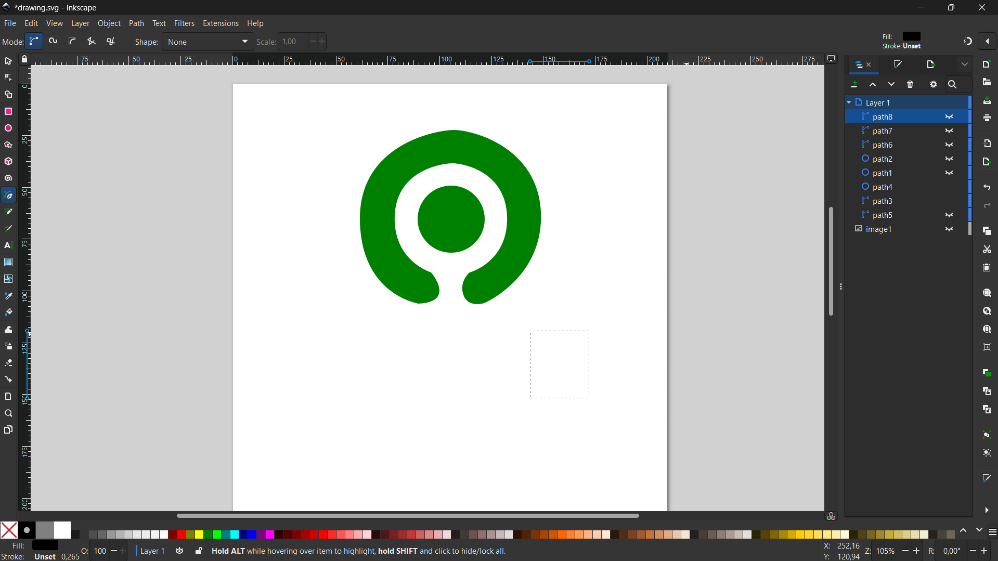 *drawing.svg - Inkscape
File Edit View Layer Object Path Text Filters Extensions Help
Mode: Shape: None Scale: 1,00
Fill:
Stroke: Unset
Layer 1
path8
path7
path6
path2
path1
path4
path3
path5
image1
Fill:
Stroke: Unset 0,265 O: 100 Layer 1 Hold ALT while hovering over item to highlight, hold SHIFT and click to hide/lock all. X: 252,16 Y: 120,94 Z: 105% R: 0,00°